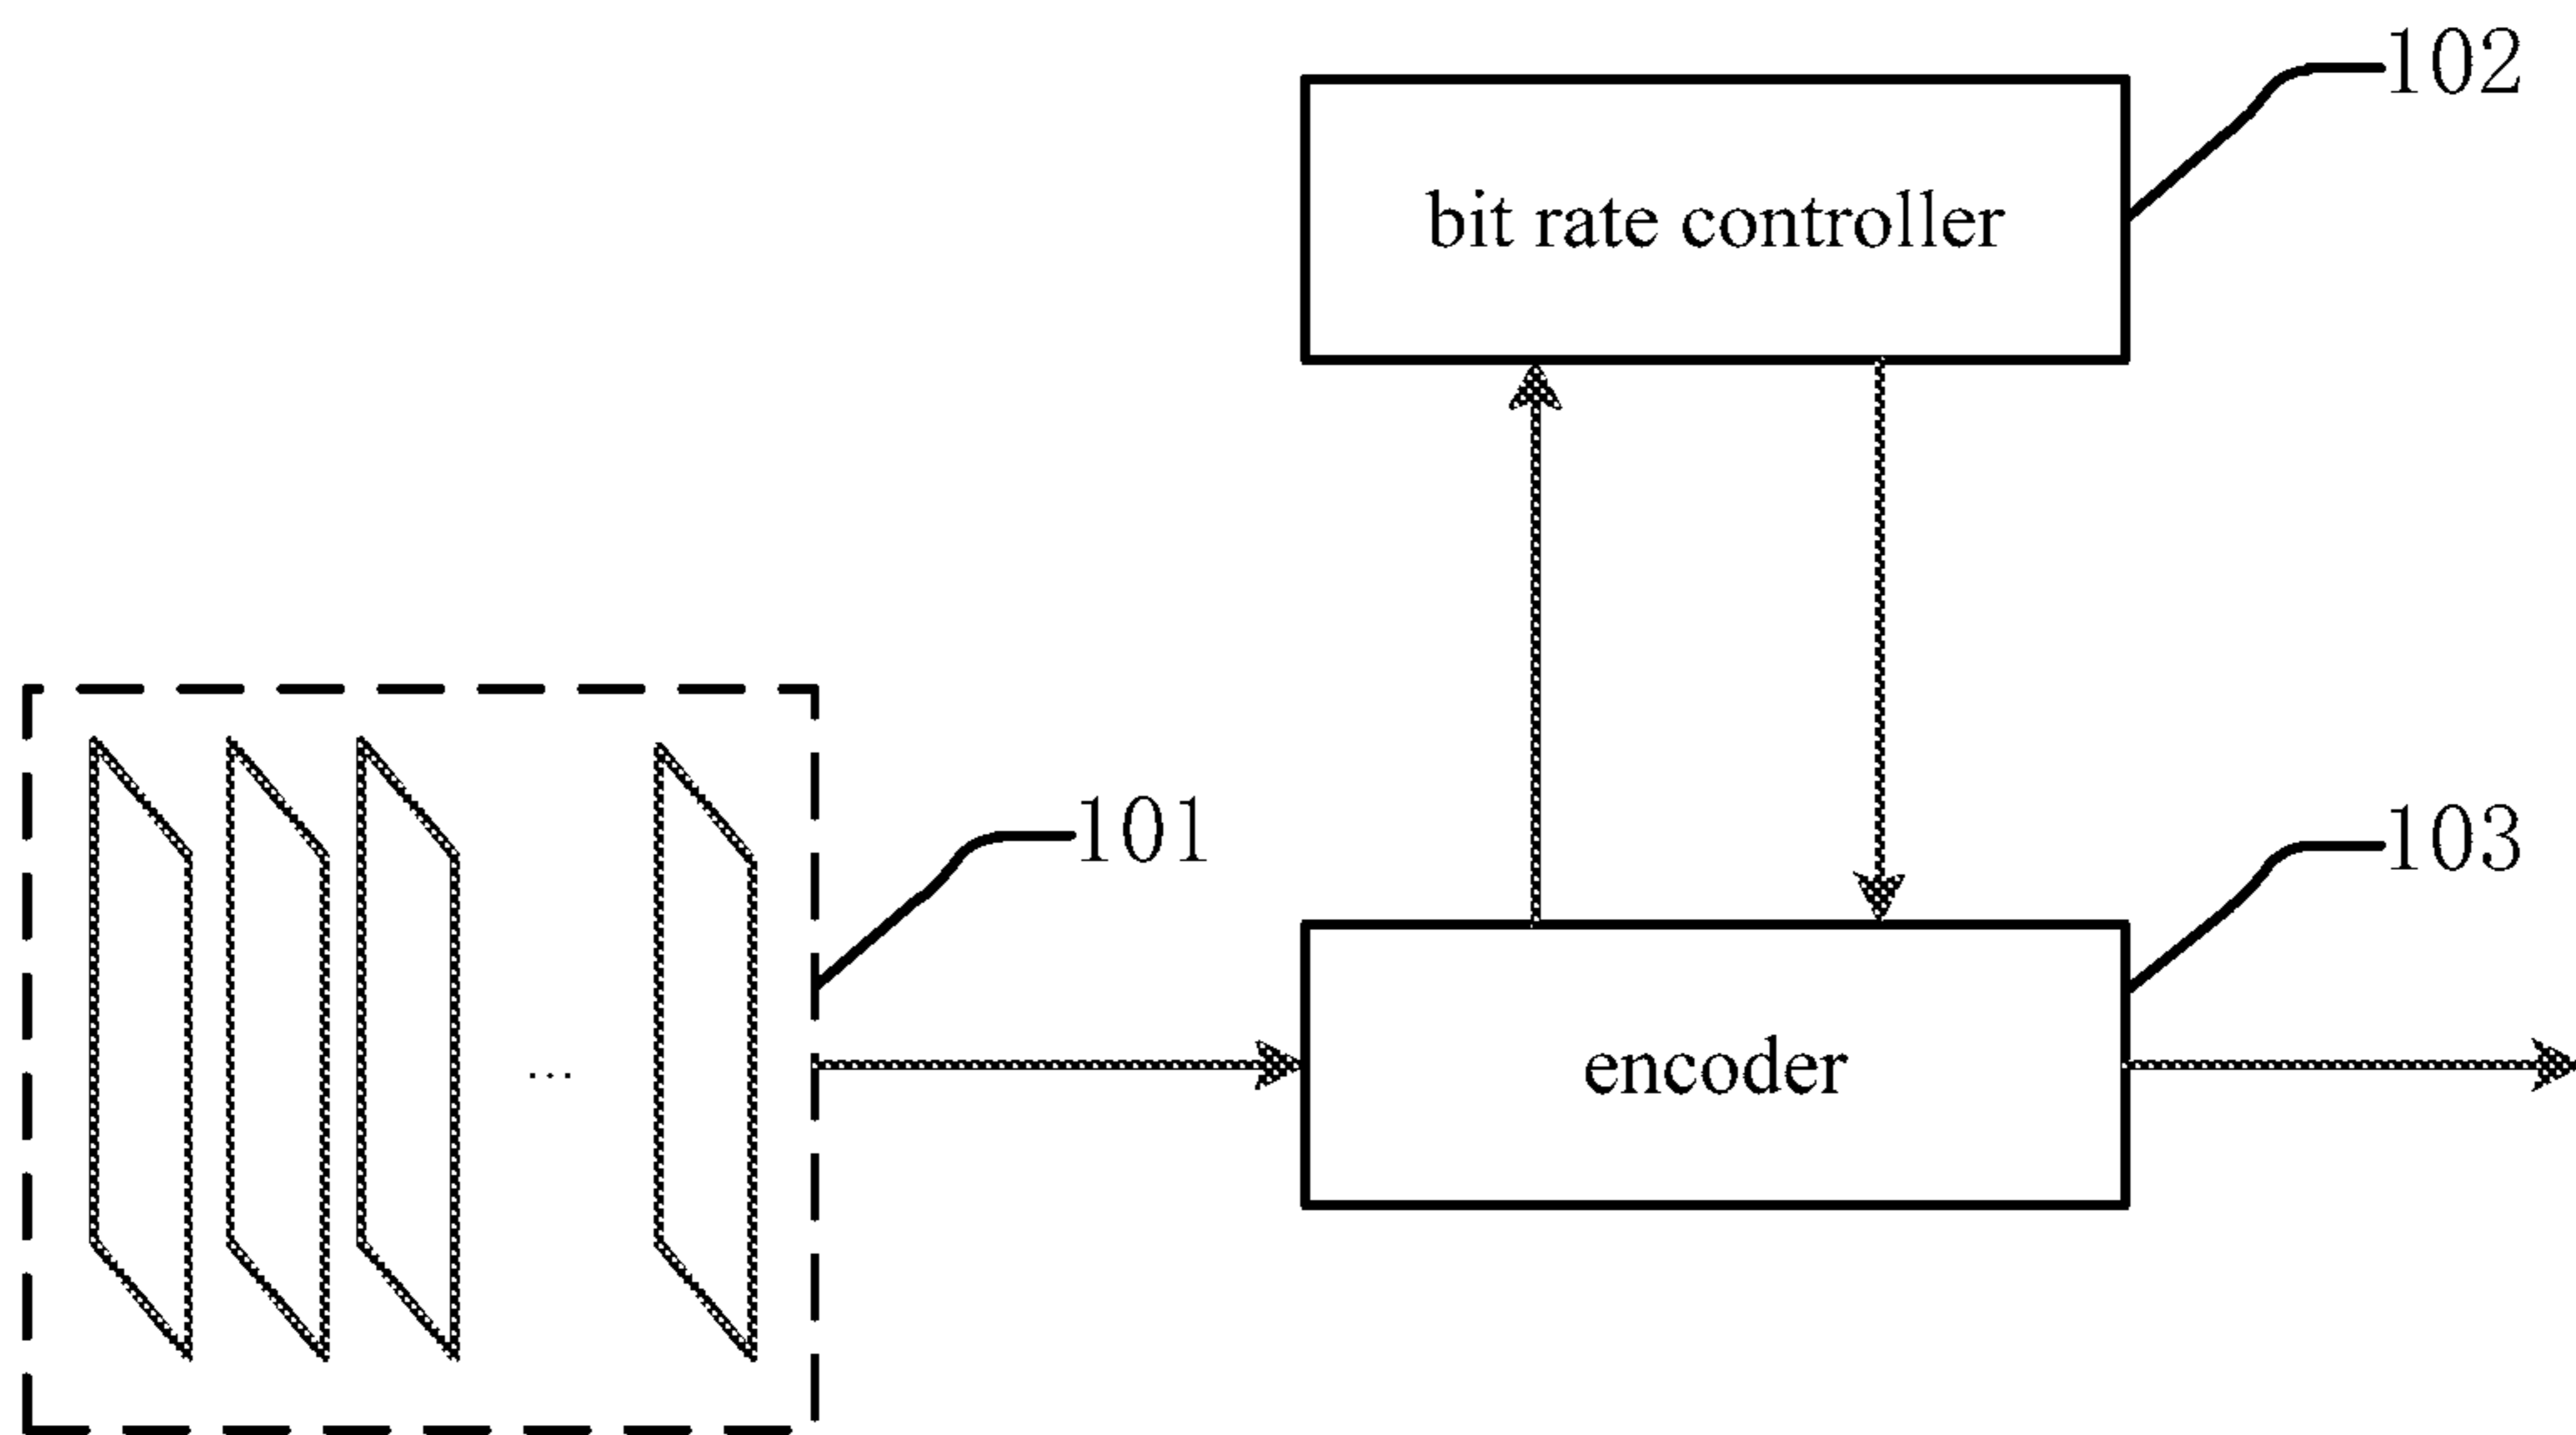 102
bit rate controller
101
103
...
encoder